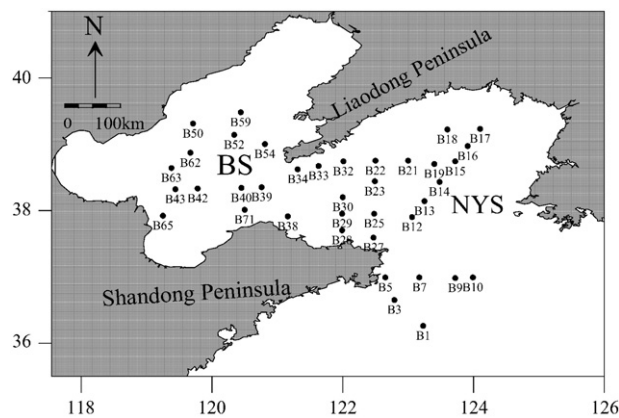 N
0 100km
40
38
36
118 120 122 124 126
Liaodong Peninsula
Shandong Peninsula
BS
NYS
B59
B50
B52
B54
B62
B63
B43
B42
B40
B39
B65
B71
B38
B34
B33
B32
B22
B21
B23
B30
B29
B28
B25
B27
B18
B17
B16
B19
B15
B14
B13
B12
B5
B7
B9
B10
B3
B1